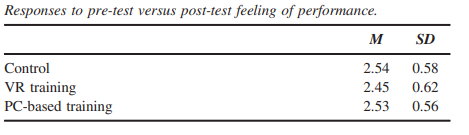 Responses to pre-test versus post-test feeling of performance.
M SD
Control 2.54 0.58
VR training 2.45 0.62
PC-based training 2.53 0.56